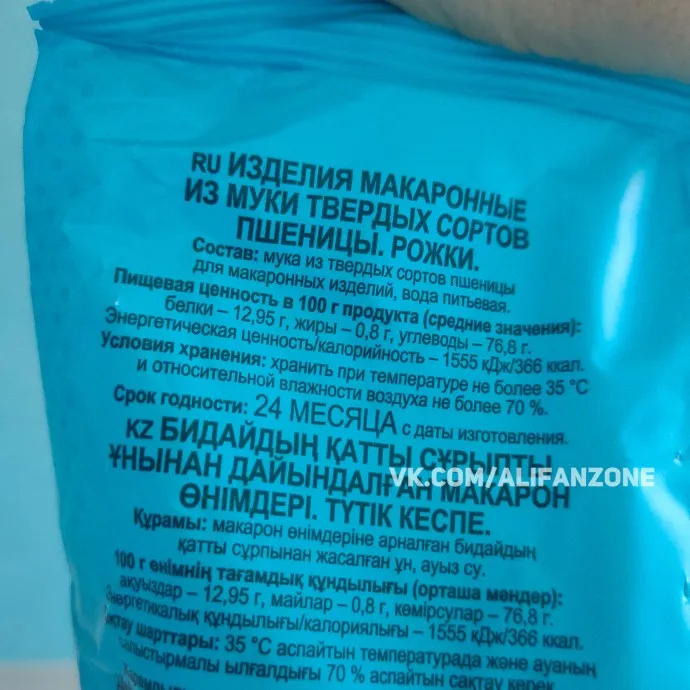 RU ИЗДЕЛИЯ МАКАРОННЫЕ
ИЗ МУКИ ТВЕРДЫХ СОРТОВ
ПШЕНИЦЫ. РОЖКИ.
Состав: мука из твердых сортов пшеницы
для макаронных изделий, вода питьевая.
Пищевая ценность в 100 г продукта (средние значения):
белки – 12,95 г, жиры – 0,8 г, углеводы – 76,8 г.
Энергетическая ценность/калорийность – 1555 кДж/366 ккал.
Условия хранения: хранить при температуре не более 35 °С
и относительной влажности воздуха не более 70 %.
Срок годности: 24 МЕСЯЦА с даты изготовления.
KZ БИДАЙДЫҢ ҚАТТЫ СҰРЫПТЫ
ҰНЫНАН ДАЙЫНДАЛҒАН МАКАРОН
VK.COM/ALIFANZONE
ӨНІМДЕРІ. ТҮТІК КЕСПЕ.
Құрамы: макарон өнімдеріне арналған бидайдың
қатты сұрпынан жасалған ұн, ауыз су.
100 г өнімнің тағамдық құндылығы (орташа мөндер):
ақуыздар – 12,95 г, майлар – 0,8 г, көмірсулар – 76,8 г.
Энергетикалық құндылығы/калориялығы – 1555 кДж/366 ккал.
шарттары: 35 °С аспайтын температурада және ауаның
ылғалдығы 70 % аспайтын сақтау керек